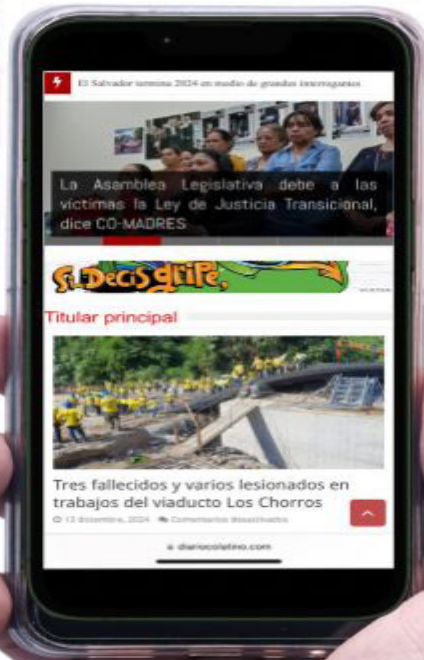 El Salvador termina 2024 en medio de grandes interrogantes
La Asamblea Legislativa debe a las
víctimas la Ley de Justicia Transicional,
dice CO-MADRES
Si Decís gripe,
Titular principal
Tres fallecidos y varios lesionados en
trabajos del viaducto Los Chorros
13 diciembre, 2024 Comentarios desactivados
diariocolatino.com